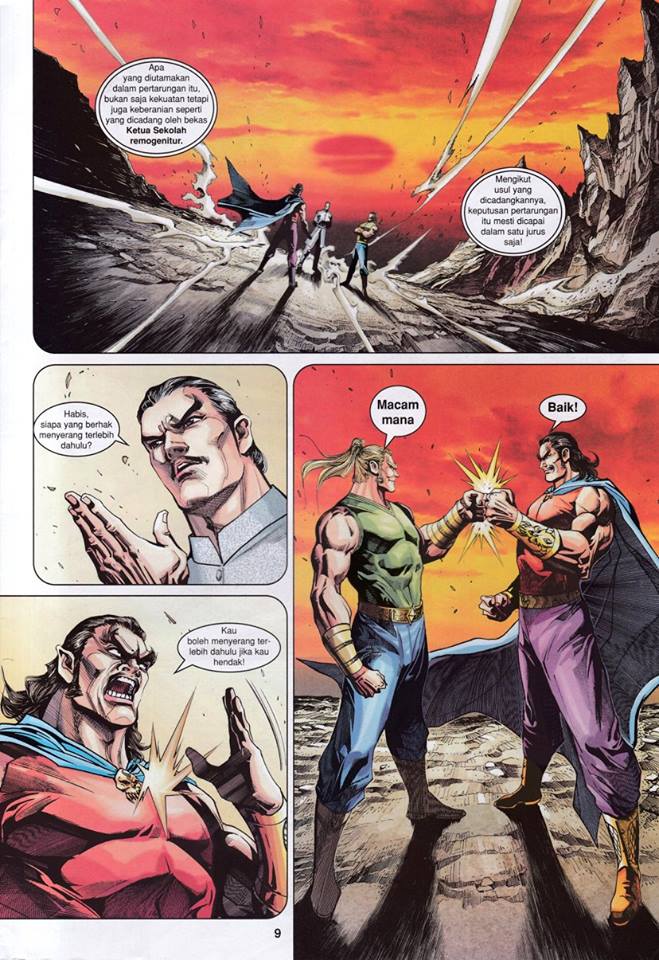 Apa
yang diutamakan
dalam pertarungan itu,
bukan saja kekuatan tetapi
juga keberanian seperti
yang dicadang oleh bekas
Ketua Sekolah
remogenitur.
Mengikut
usul yang
dicadangkannya,
keputusan pertarungan
itu mesti dicapai
dalam satu jurus
saja!
Habis,
siapa yang berhak
menyerang terlebih
dahulu?
Macam
mana
Baik!
Kau
boleh menyerang ter-
lebih dahulu jika kau
hendak!
9